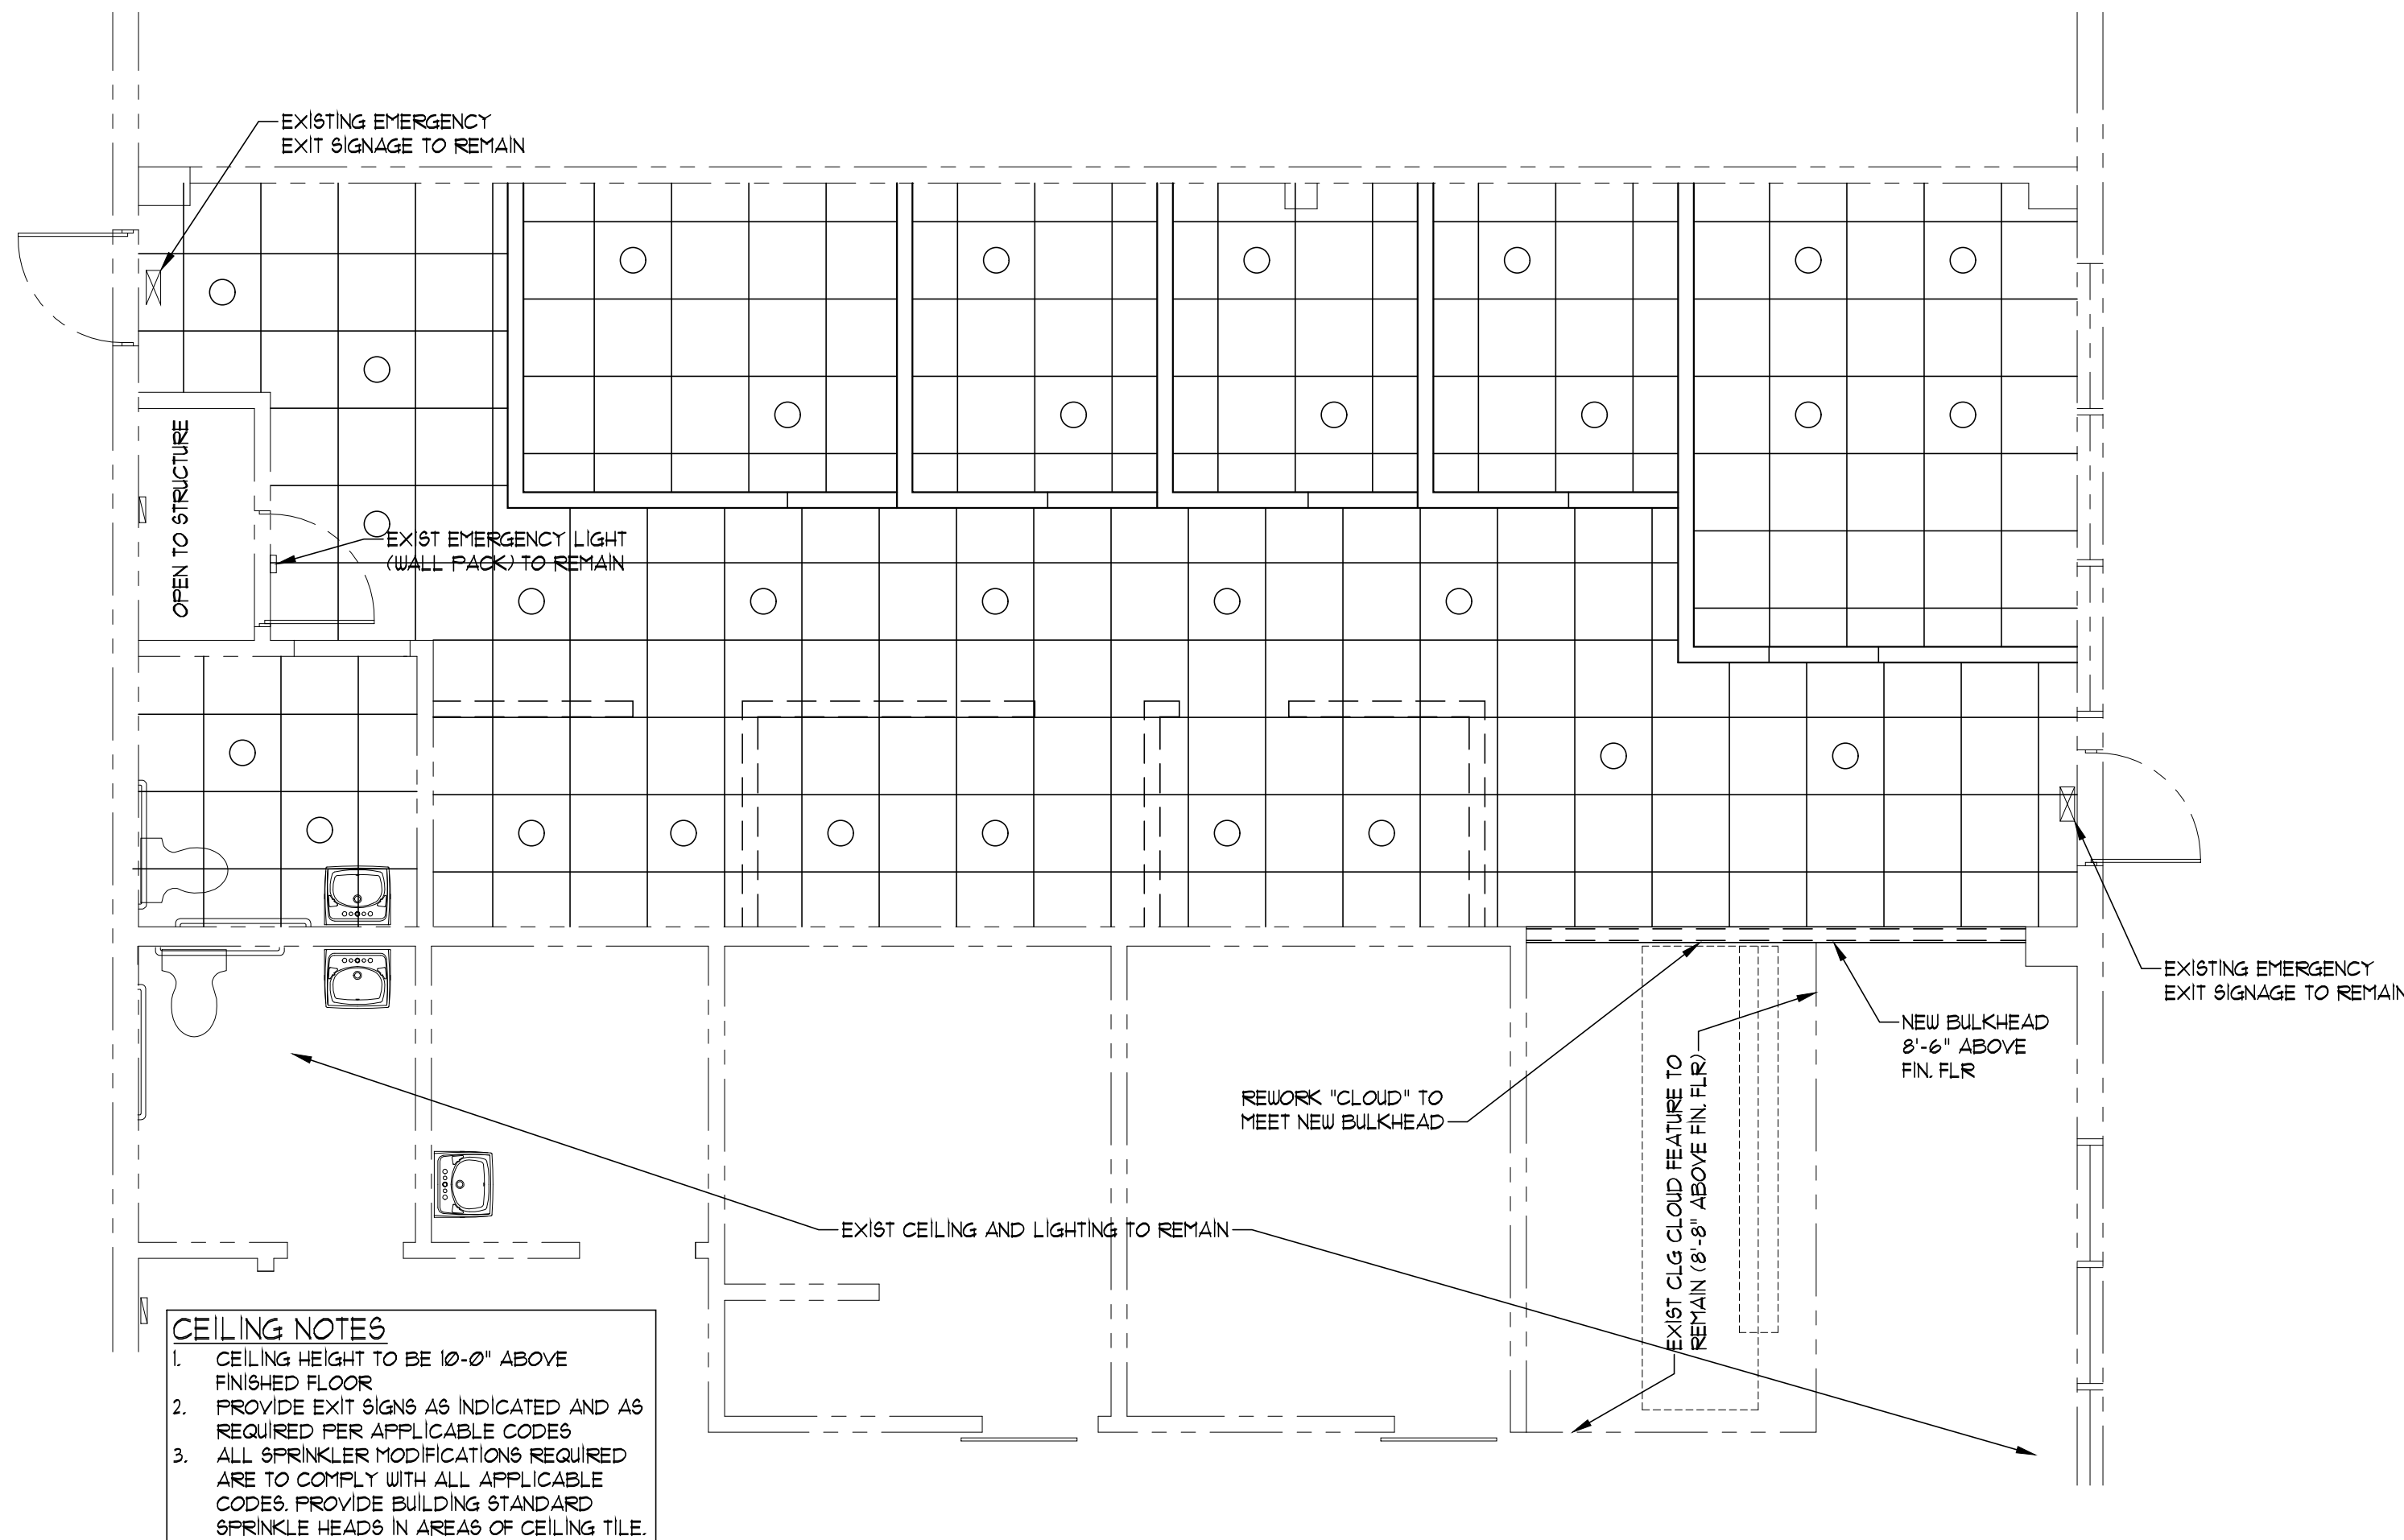 EXISTING EMERGENCY
EXIT SIGNAGE TO REMAIN
OPEN TO STRUCTURE
EXIST EMERGENCY LIGHT
(WALL PACK) TO REMAIN
EXISTING EMERGENCY
EXIT SIGNAGE TO REMAIN
NEW BULKHEAD
8'-6" ABOVE
FIN. FLR
REWORK "CLOUD" TO
MEET NEW BULKHEAD
EXIST CLG CLOUD FEATURE TO
REMAIN (8'-8" ABOVE FIN. FLR)
EXIST CEILING AND LIGHTING TO REMAIN
CEILING NOTES
1. CEILING HEIGHT TO BE 10-0" ABOVE
FINISHED FLOOR
2. PROVIDE EXIT SIGNS AS INDICATED AND AS
REQUIRED PER APPLICABLE CODES
3. ALL SPRINKLER MODIFICATIONS REQUIRED
ARE TO COMPLY WITH ALL APPLICABLE
CODES. PROVIDE BUILDING STANDARD
SPRINKLE HEADS IN AREAS OF CEILING TILE.